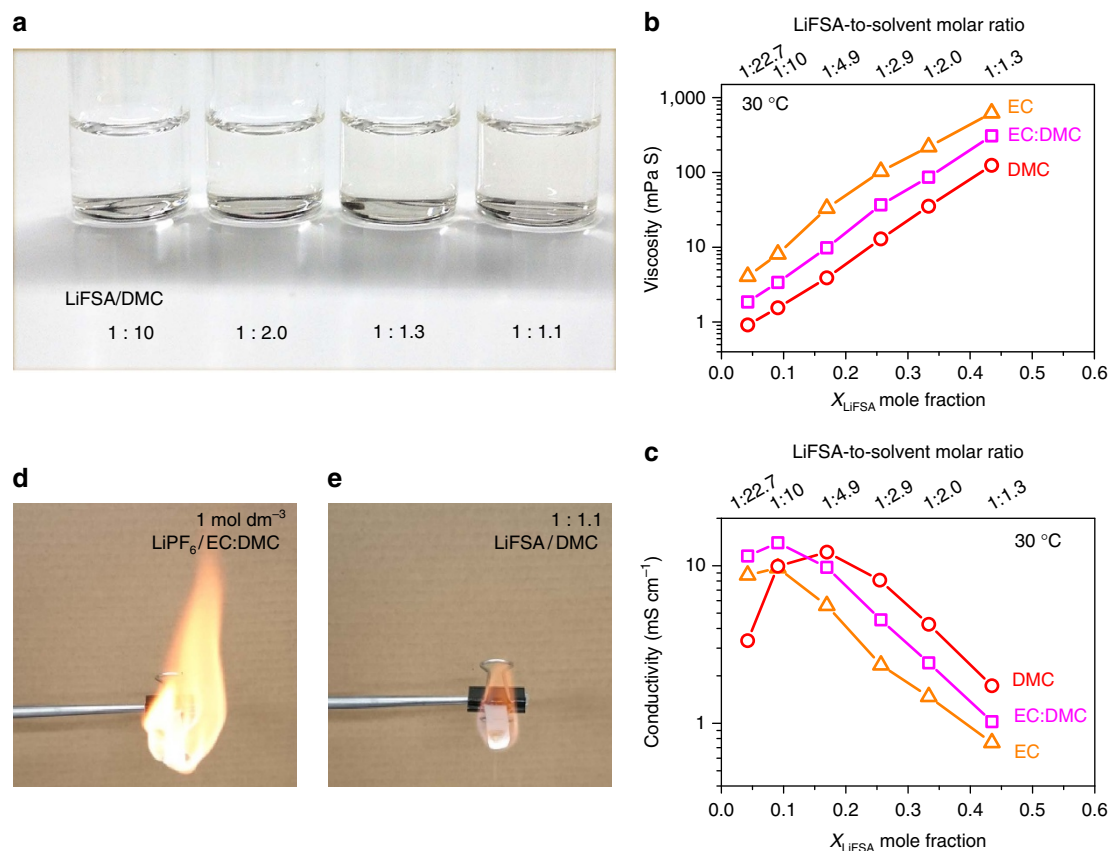 a
LiFSA/DMC
1 : 10
1 : 2.0
1 : 1.3
1 : 1.1
b
LiFSA-to-solvent molar ratio
1:22.7
1:10
1:4.9
1:2.9
1:2.0
1:1.3
30 °C
EC
EC:DMC
DMC
1,000
100
10
1
Viscosity (mPa S)
0.0 0.1 0.2 0.3 0.4 0.5 0.6
XLiFSA mole fraction
d
1 mol dm⁻³
LiPF₆/EC:DMC
e
1 : 1.1
LiFSA/DMC
c
LiFSA-to-solvent molar ratio
1:22.7
1:10
1:4.9
1:2.9
1:2.0
1:1.3
30 °C
10
1
DMC
EC:DMC
EC
Conductivity (mS cm⁻¹)
0.0 0.1 0.2 0.3 0.4 0.5 0.6
XLiFSA mole fraction